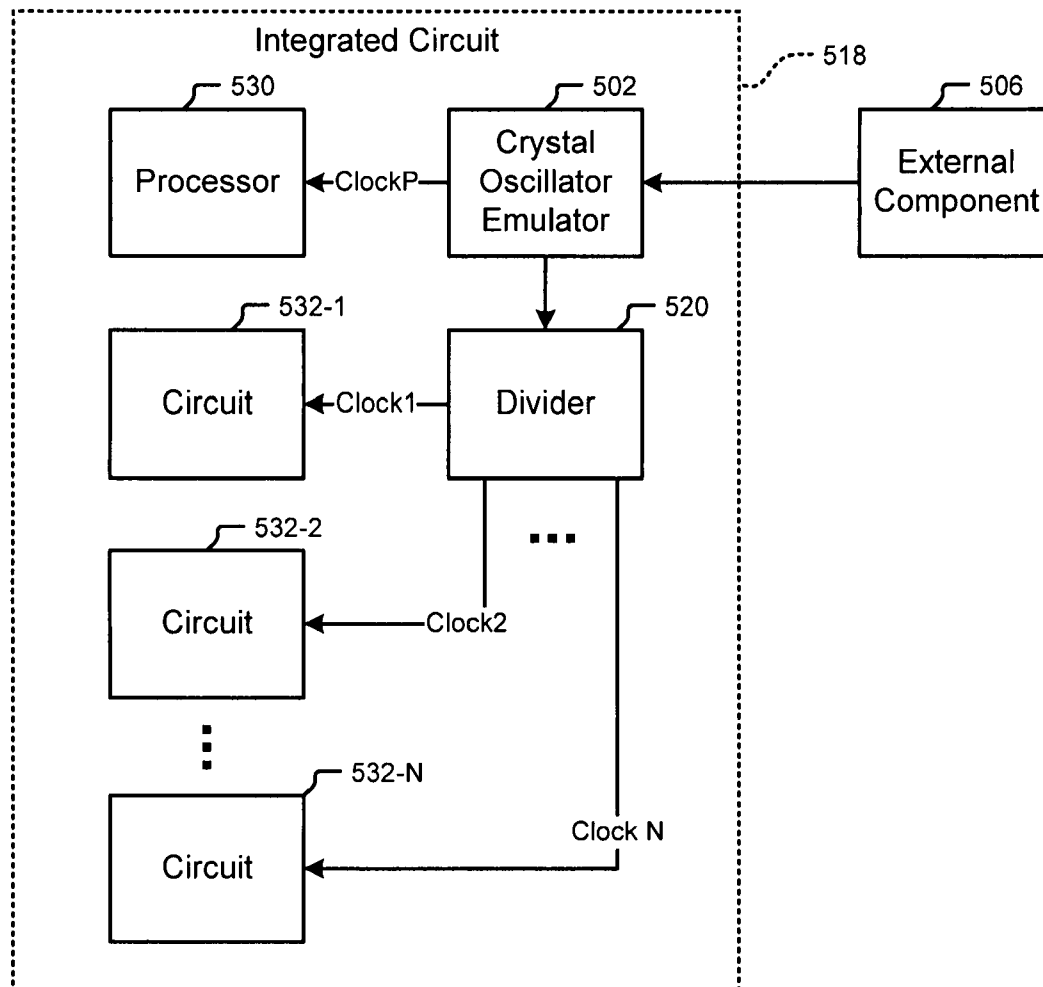 Integrated Circuit
518
530
502
506
Processor
ClockP
Crystal
Oscillator
Emulator
External
Component
532-1
520
Circuit
Clock1
Divider
532-2
Circuit
Clock2
532-N
Clock N
Circuit